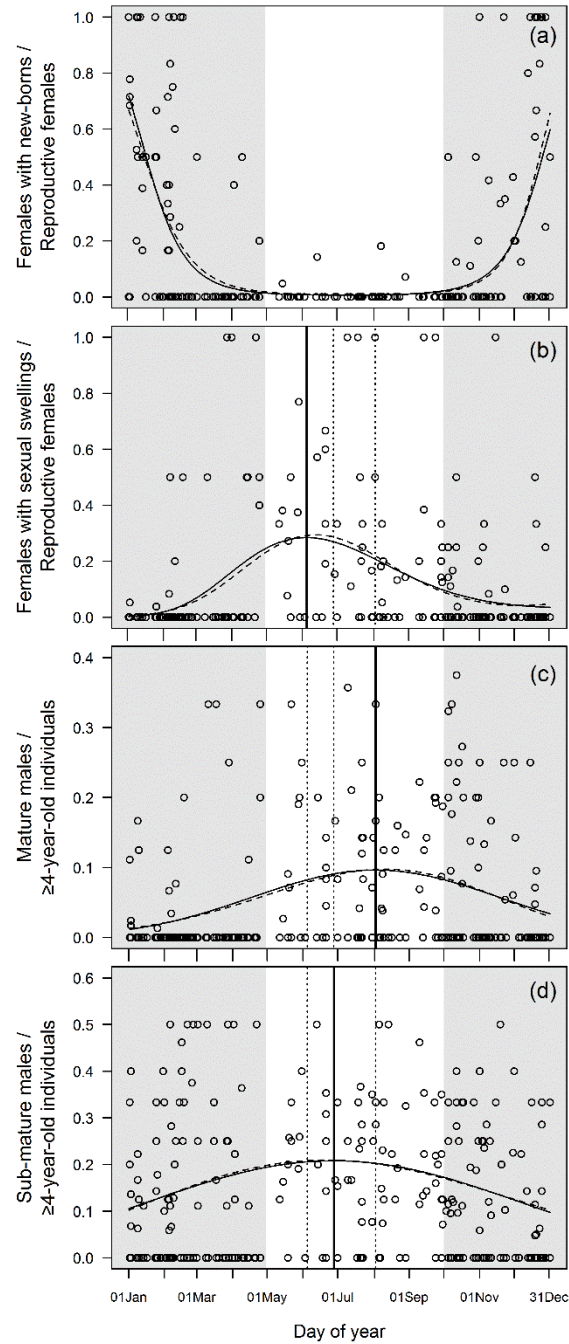 (a)
Females with new-borns /
Reproductive females
1.0
0.8
0.6
0.4
0.2
0.0
(b)
Females with sexual swellings /
Reproductive females
1.0
0.8
0.6
0.4
0.2
0.0
(c)
Mature males /
≥4-year-old individuals
0.4
0.3
0.2
0.1
0.0
(d)
Sub-mature males /
≥4-year-old individuals
0.6
0.5
0.4
0.3
0.2
0.1
0.0
01Jan 01Mar 01May 01Jul 01Sep 01Nov 31Dec
Day of year